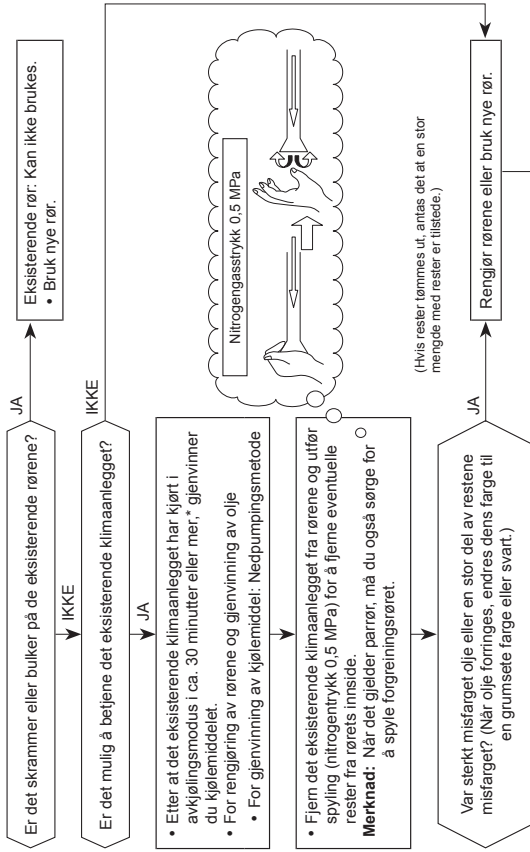 Er det skrammer eller bulker på de eksisterende rørene?
JA
Eksisterende rør: Kan ikke brukes.
• Bruk nye rør.
IKKE
Er det mulig å betjene det eksisterende klimaanlegget?
IKKE
JA
• Etter at det eksisterende klimaanlegget har kjørt i
avkjølingsmodus i ca. 30 minutter eller mer,* gjenvinner
du kjølemiddelet.
• For rengjøring av rørene og gjenvinning av olje
• For gjenvinning av kjølemiddel: Nedpumpingsmetode
Nitrogengasstrykk 0,5 MPa
• Fjern det eksisterende klimaanlegget fra rørene og utfør
spyling (nitrogentrykk 0,5 MPa) for å fjerne eventuelle
rester fra rørets innside.
Merknad: Når det gjelder parrør, må du også sørge for
å spyle forgreiningsrøret.
(Hvis rester tømmes ut, antas det at en stor
mengde med rester er tilstede.)
Var sterkt misfarget olje eller en stor del av restene
misfarget? (Når olje forringes, endres dens farge til
en grumsete farge eller svart.)
JA
Rengjør rørene eller bruk nye rør.